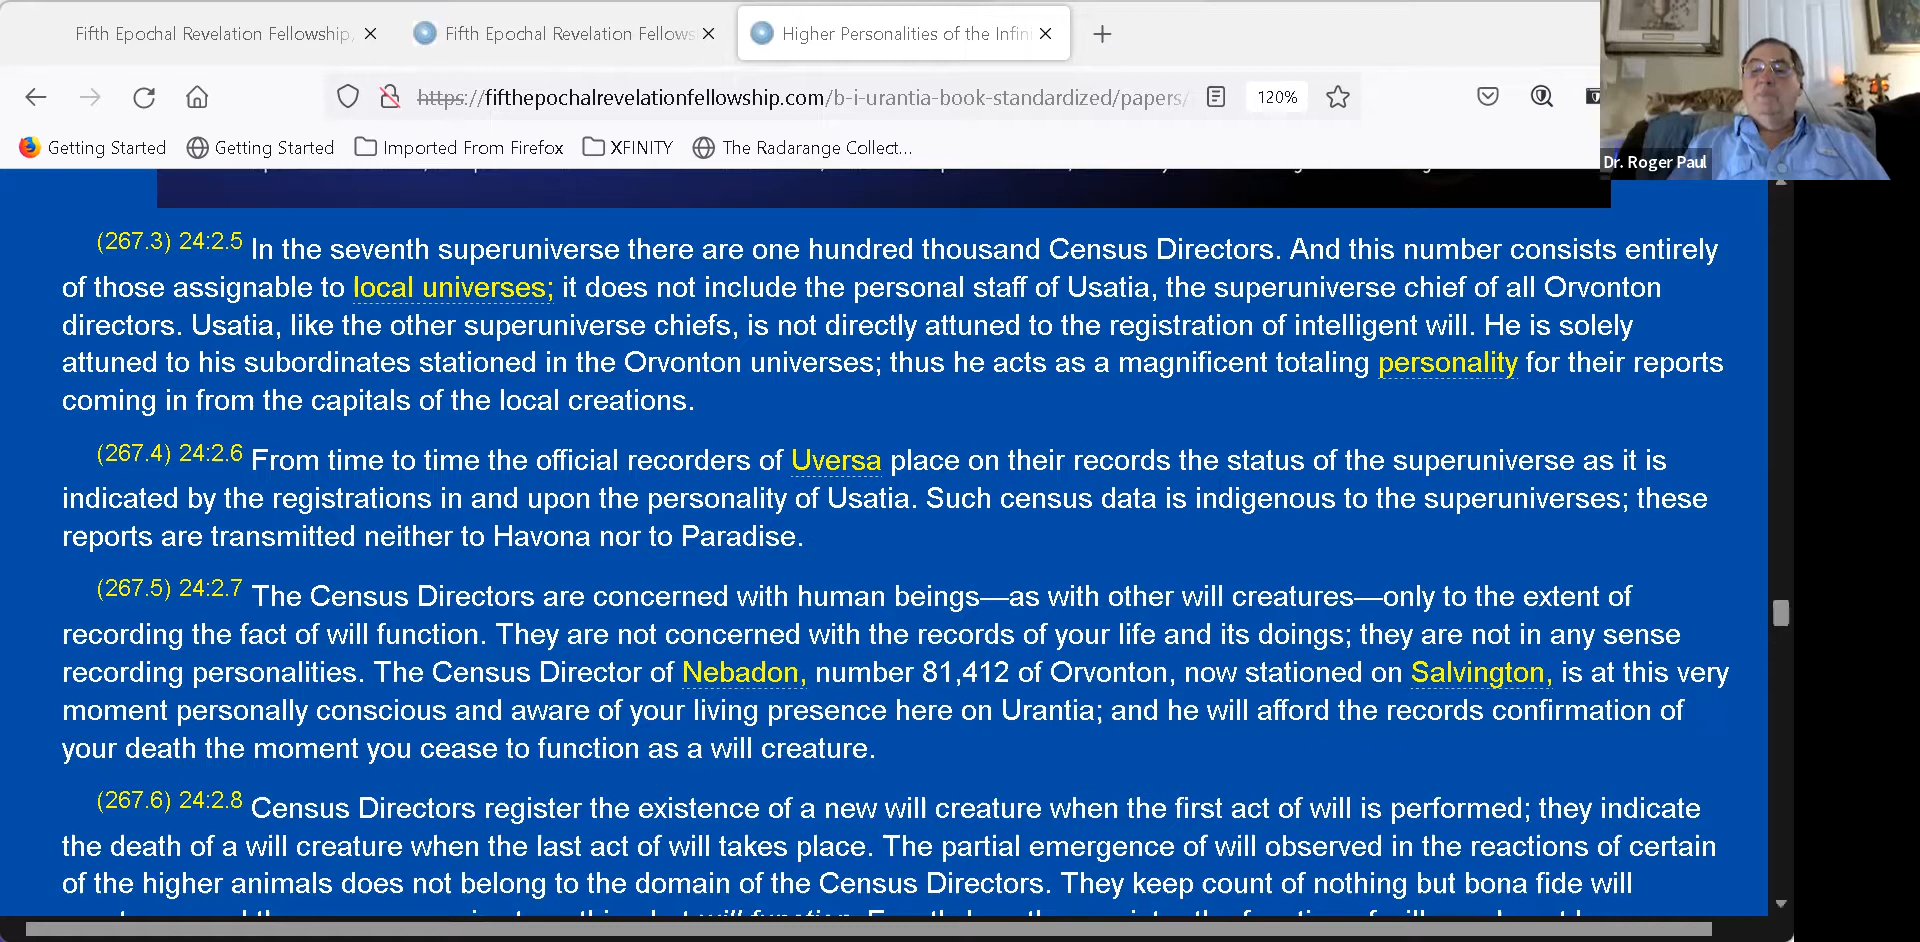 Fifth Epochal Revelation Fellowship,
Fifth Epochal Revelation Fellows
Higher Personalities of the Infin
https://fifthepochalrevelationfellowship.com/b-i-urantia-book-standardized/papers/
120%
Getting Started
Getting Started
Imported From Firefox
XFINITY
The Radarange Collect...
Dr. Roger Paul
(267.3) 24:2.5 In the seventh superuniverse there are one hundred thousand Census Directors. And this number consists entirely
of those assignable to local universes; it does not include the personal staff of Usatia, the superuniverse chief of all Orvonton
directors. Usatia, like the other superuniverse chiefs, is not directly attuned to the registration of intelligent will. He is solely
attuned to his subordinates stationed in the Orvonton universes; thus he acts as a magnificent totaling personality for their reports
coming in from the capitals of the local creations.
(267.4) 24:2.6 From time to time the official recorders of Uversa place on their records the status of the superuniverse as it is
indicated by the registrations in and upon the personality of Usatia. Such census data is indigenous to the superuniverses; these
reports are transmitted neither to Havona nor to Paradise.
(267.5) 24:2.7 The Census Directors are concerned with human beings—as with other will creatures—only to the extent of
recording the fact of will function. They are not concerned with the records of your life and its doings; they are not in any sense
recording personalities. The Census Director of Nebadon, number 81,412 of Orvonton, now stationed on Salvington, is at this very
moment personally conscious and aware of your living presence here on Urantia; and he will afford the records confirmation of
your death the moment you cease to function as a will creature.
(267.6) 24:2.8 Census Directors register the existence of a new will creature when the first act of will is performed; they indicate
the death of a will creature when the last act of will takes place. The partial emergence of will observed in the reactions of certain
of the higher animals does not belong to the domain of the Census Directors. They keep count of nothing but bona fide will